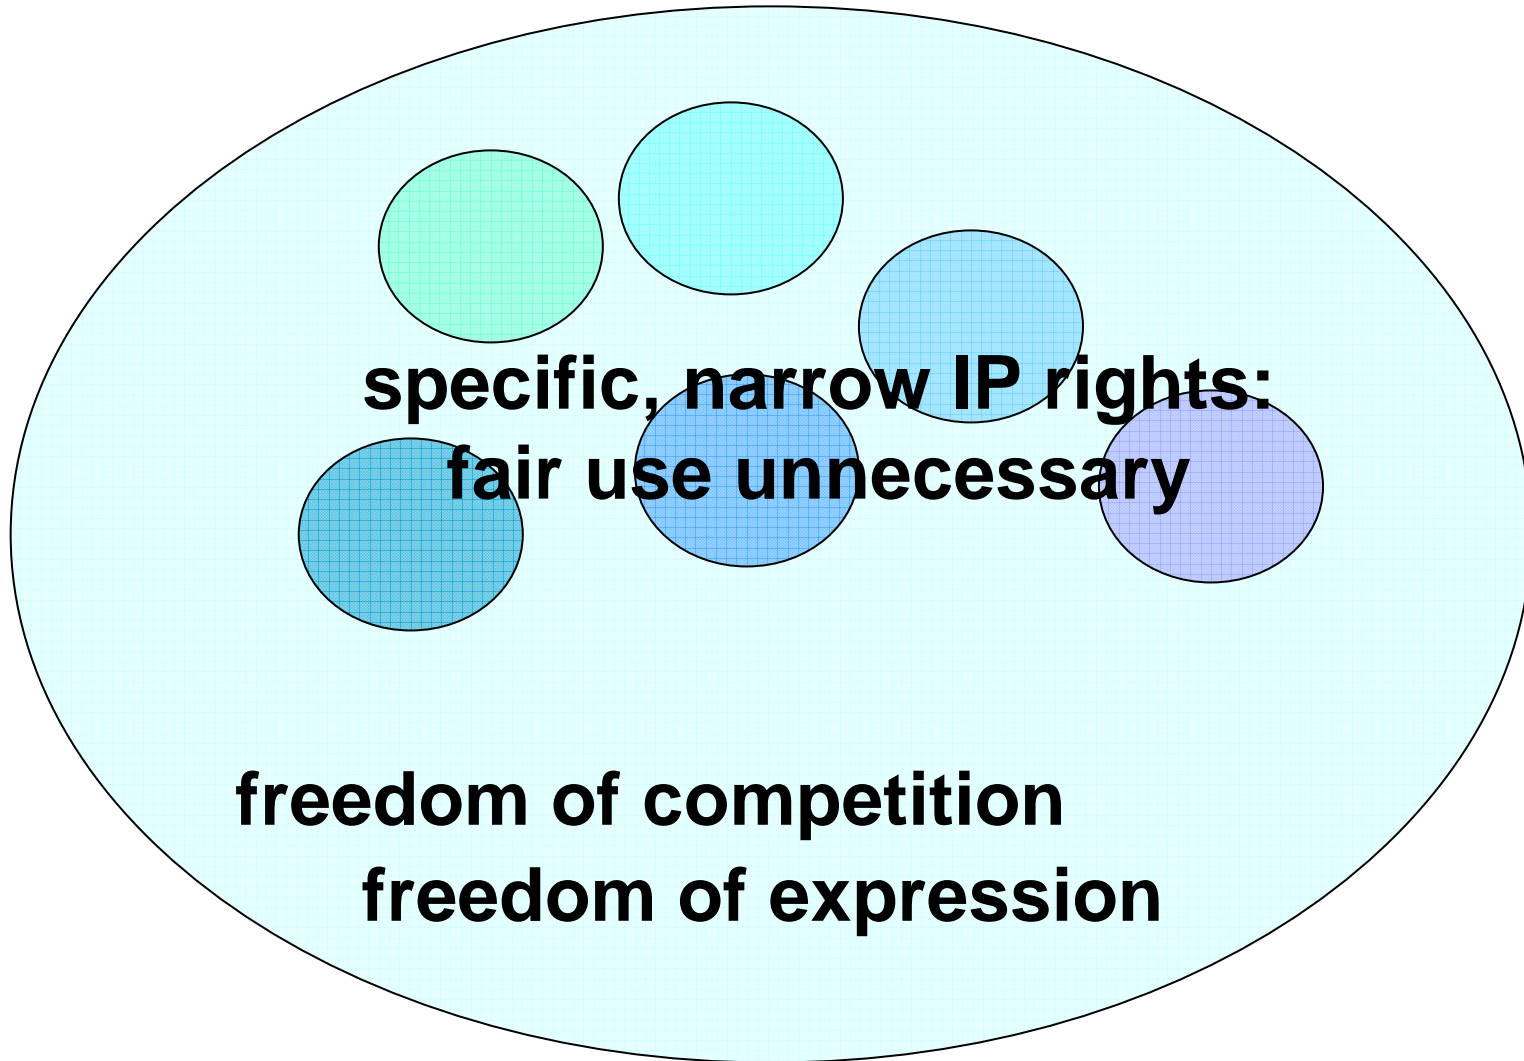 specific, narrow IP rights:
fair use unnecessary
freedom of competition
freedom of expression